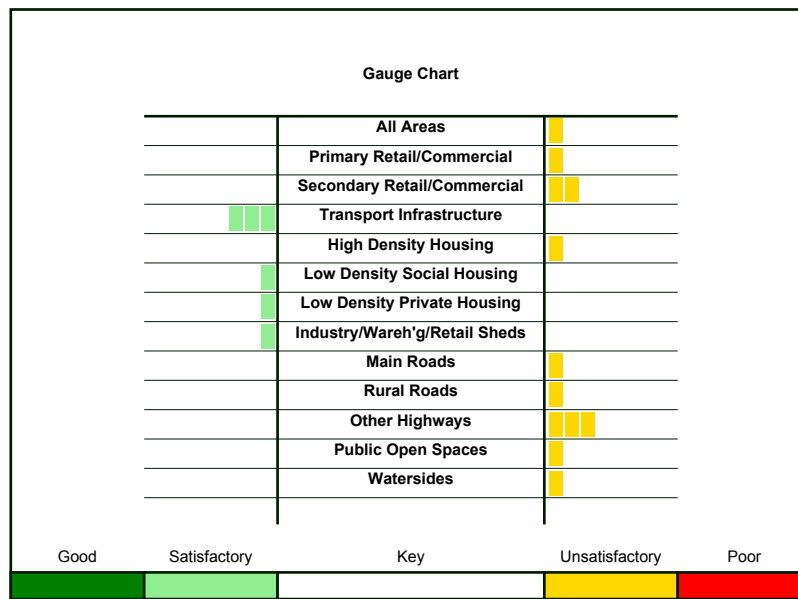 Gauge Chart
All Areas
Primary Retail/Commercial
Secondary Retail/Commercial
Transport Infrastructure
High Density Housing
Low Density Social Housing
Low Density Private Housing
Industry/Wareh'g/Retail Sheds
Main Roads
Rural Roads
Other Highways
Public Open Spaces
Watersides
Good Satisfactory Key Unsatisfactory Poor